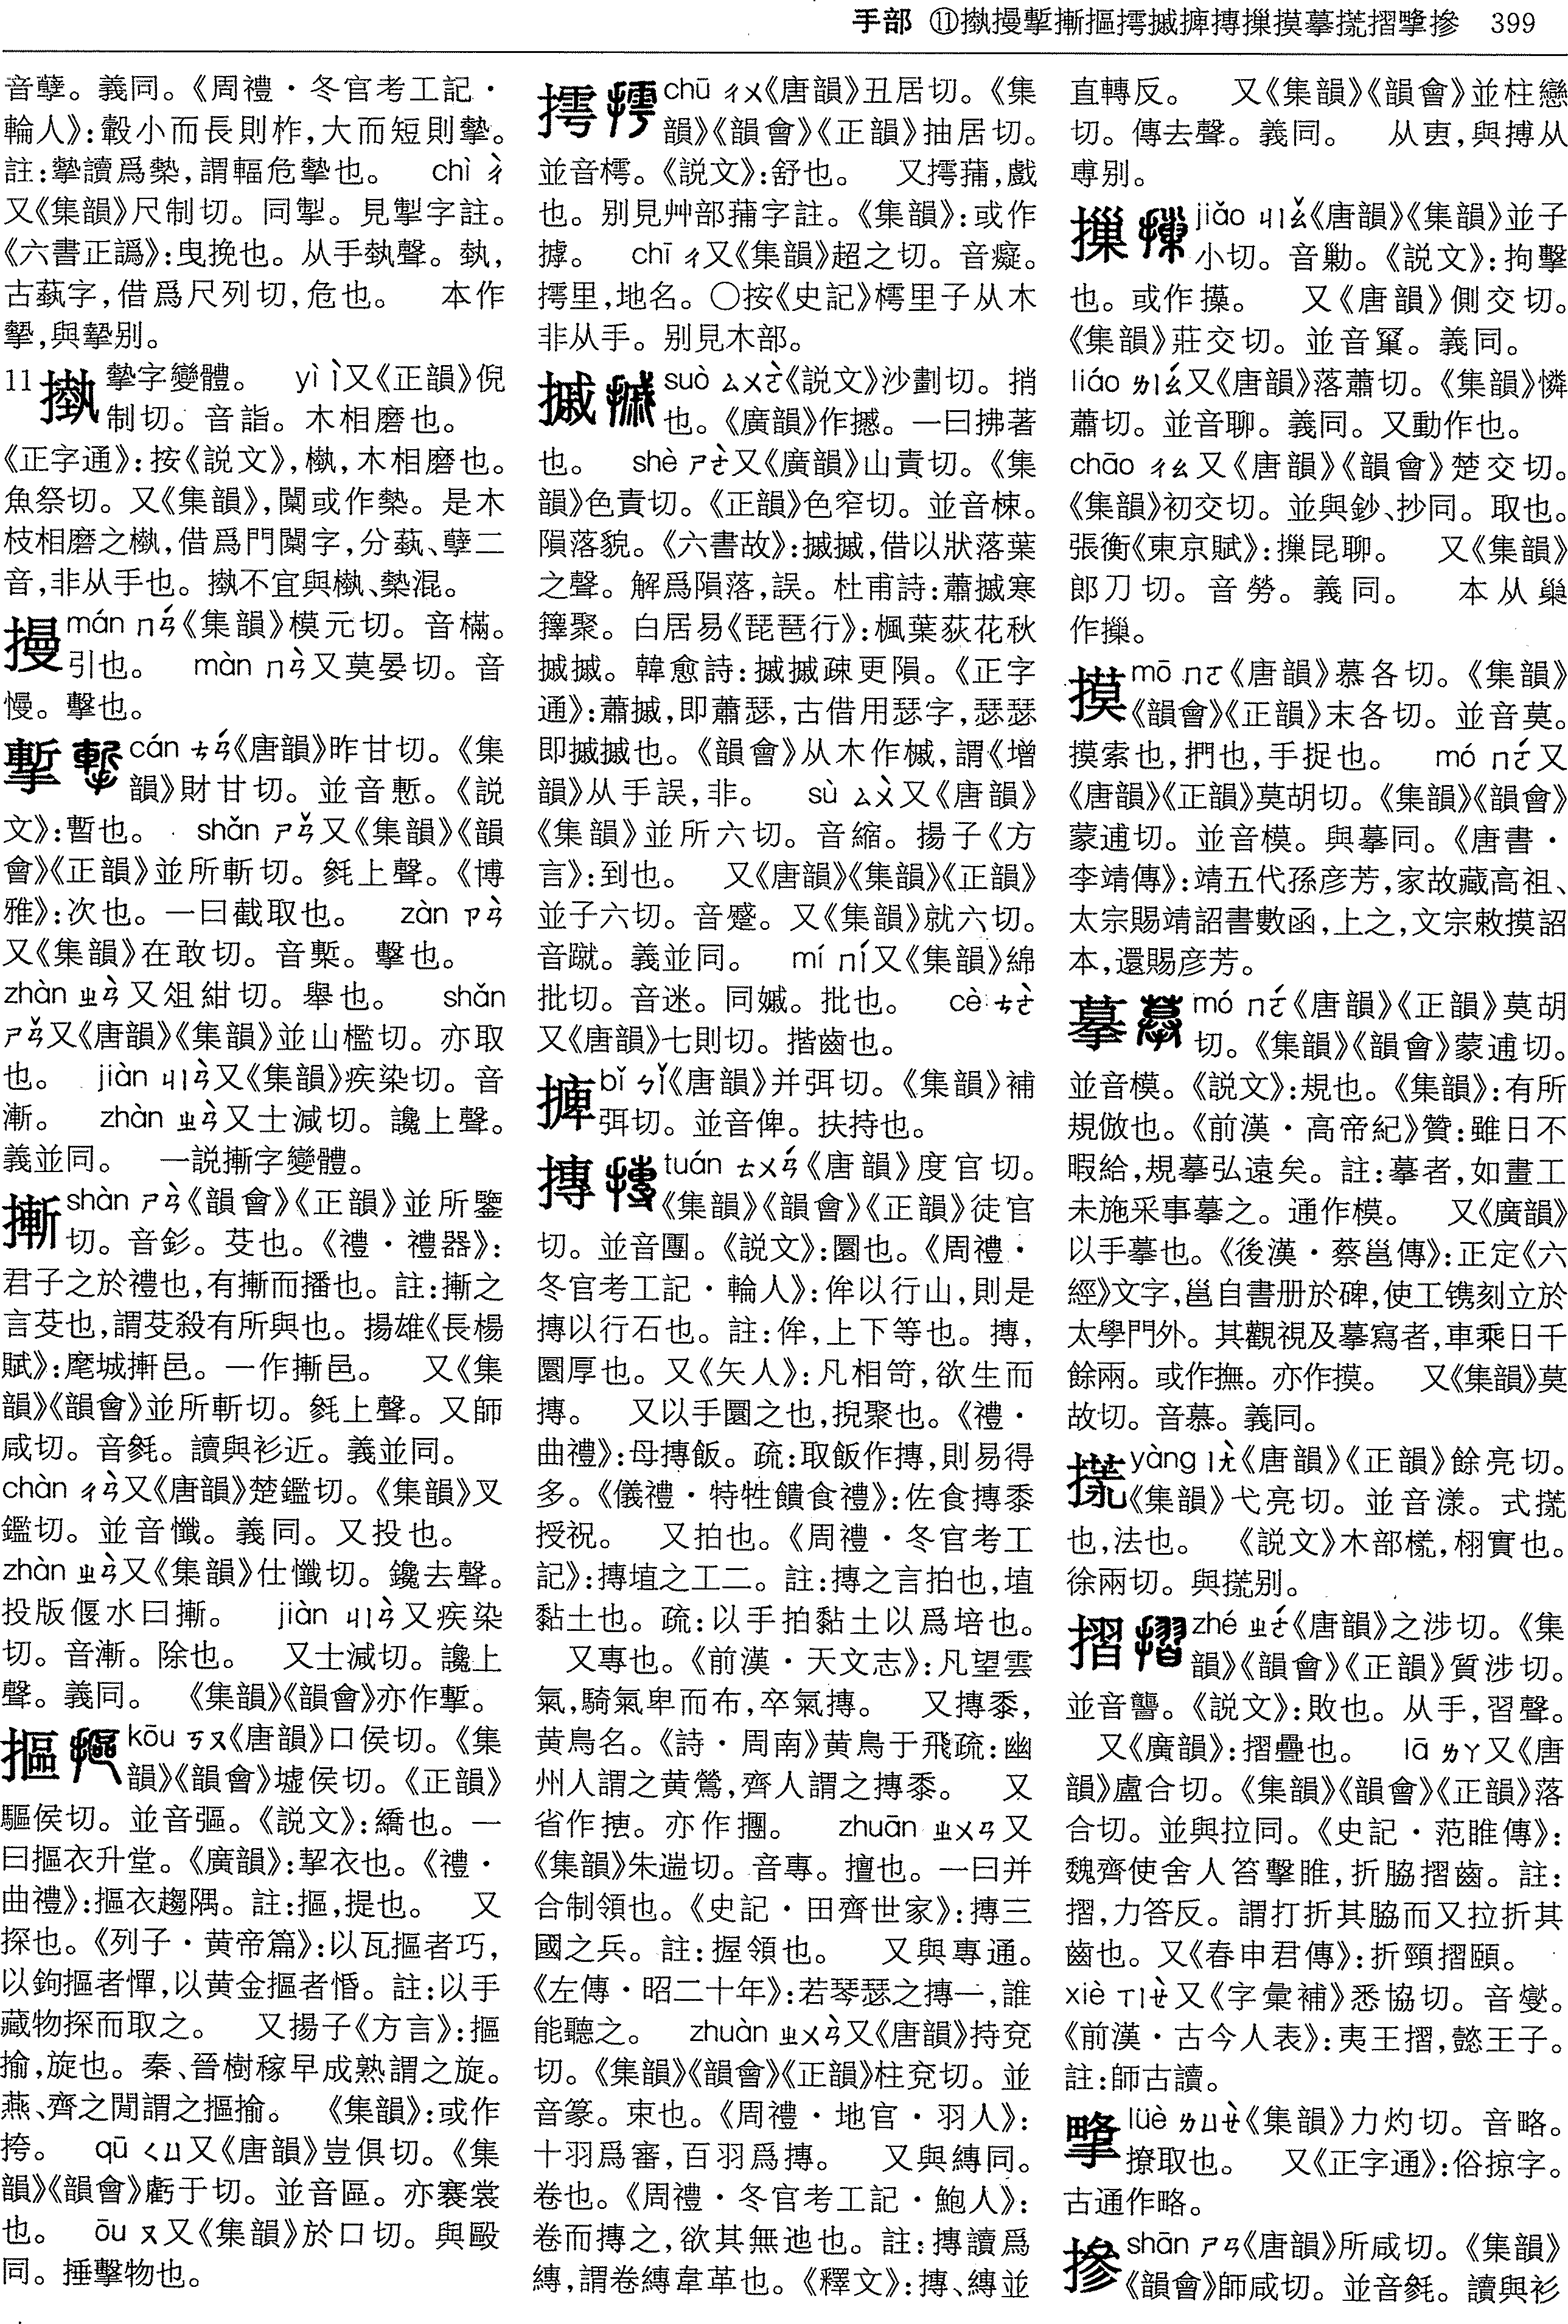 手部 ⑪㨷㩐摲摳摴摵捭摶摷摸摹㨾摺撂摻 399
音孽。義同。《周禮·冬官考工記·
輪人》:轂小而長則柞,大而短則摯。
註:摯讀爲槷,謂輻危摯也。 chì ㄔˋ
又《集韻》尺制切。同掣。見掣字註。
《六書正譌》:曳挽也。从手埶聲。埶,
古蓺字,借爲尺列切,危也。 本作
摰,與摯别。
11 摰字變體。 yì ㄧˋ又《正韻》倪
制切。音詣。木相磨也。
《正字通》:按《説文》,槸,木相磨也。
魚祭切。又《集韻》,闑或作槷。是木
枝相磨之槸,借爲門闑字,分蓺、孽二
音,非从手也。㨷不宜與槸、槷混。
摱 mán ㄇㄢˊ《集韻》模元切。音樠。
引也。 màn ㄇㄢˋ又莫晏切。音
慢。擊也。
摮 cán ㄘㄢˊ《唐韻》昨甘切。《集
韻》財甘切。並音慙。《説
文》:暫也。 shǎn ㄕㄢˇ又《集韻》《韻
會》《正韻》並所斬切。毿上聲。《博
雅》:次也。一曰截取也。 zàn ㄗㄢˋ
又《集韻》在敢切。音槧。擊也。
zhàn ㄓㄢˋ又俎紺切。舉也。 shǎn
ㄕㄢˇ又《唐韻》《集韻》並山檻切。亦取
也。 jiàn ㄐㄧㄢˋ又《集韻》疾染切。音
漸。 zhàn ㄓㄢˋ又士減切。讒上聲。
義並同。 一説摲字變體。
摲 shàn ㄕㄢˋ《韻會》《正韻》並所鑒
切。音釤。芟也。《禮·禮器》:
君子之於禮也,有摲而播也。註:摲之
言芟也,謂芟殺有所與也。揚雄《長楊
賦》:麾城摲邑。一作摲邑。 又《集
韻》《韻會》並所斬切。毿上聲。又師
咸切。音毿。讀與衫近。義並同。
chàn ㄔㄢˋ又《唐韻》楚鑑切。《集韻》叉
鑑切。並音懺。義同。又投也。
zhàn ㄓㄢˋ又《集韻》仕懺切。鑱去聲。
投版偃水曰摲。 jiàn ㄐㄧㄢˋ又疾染
切。音漸。除也。 又士減切。讒上
聲。義同。 《集韻》《韻會》亦作摮。
摳 kōu ㄎㄡ《唐韻》口侯切。《集
韻》《韻會》墟侯切。《正韻》
驅侯切。並音彄。《説文》:繑也。一
曰摳衣升堂。《廣韻》:挈衣也。《禮·
曲禮》:摳衣趨隅。註:摳,提也。 又
探也。《列子·黄帝篇》:以瓦摳者巧,
以鉤摳者憚,以黄金摳者惛。註:以手
藏物探而取之。 又揚子《方言》:摳
揄,旋也。秦、晉樹稼早成熟謂之旋。
燕、齊之閒謂之摳揄。 《集韻》:或作
挎。 qū ㄑㄩ又《唐韻》豈俱切。《集
韻》《韻會》虧于切。並音區。亦褰裳
也。 ōu ㄡ又《集韻》於口切。與毆
同。捶擊物也。
摴 chū ㄔㄨ《唐韻》丑居切。《集
韻》《韻會》《正韻》抽居切。
並音樗。《説文》:舒也。 又摴蒱,戲
也。别見艸部蒱字註。《集韻》:或作
摅。 chī ㄔ又《集韻》超之切。音癡。
摴里,地名。〇按《史記》樗里子从木
非从手。别見木部。
摵 suò ㄙㄨㄛˋ《説文》沙劃切。捎
也。《廣韻》作撼。一曰拂著
也。 shè ㄕㄜˋ又《廣韻》山責切。《集
韻》色責切。《正韻》色窄切。並音梀。
隕落貌。《六書故》:摵摵,借以狀落葉
之聲。解爲隕落,誤。杜甫詩:蕭摵寒
籜聚。白居易《琵琶行》:楓葉荻花秋
摵摵。韓愈詩:摵摵疎更隕。《正字
通》:蕭摵,即蕭瑟,古借用瑟字,瑟瑟
即摵摵也。《韻會》从木作槭,謂《增
韻》从手誤,非。 sù ㄙㄨˋ又《唐韻》
《集韻》並所六切。音縮。揚子《方
言》:到也。 又《唐韻》《集韻》《正韻》
並子六切。音蹙。又《集韻》就六切。
音蹴。義並同。 mí ㄇㄧˊ又《集韻》綿
批切。音迷。同搣。批也。 cè ㄘㄜˋ
又《唐韻》七則切。揩齒也。
捭 bǐ ㄅㄧˇ《唐韻》并弭切。《集韻》補
弭切。並音俾。扶持也。
摶 tuán ㄊㄨㄢˊ《唐韻》度官切。
《集韻》《韻會》《正韻》徒官
切。並音團。《説文》:圜也。《周禮·
冬官考工記·輪人》:侔以行山,則是
摶以行石也。註:侔,上下等也。摶,
圜厚也。又《矢人》:凡相笴,欲生而
摶。 又以手圜之也,捖聚也。《禮·
曲禮》:毋摶飯。疏:取飯作摶,則易得
多。《儀禮·特牲饋食禮》:佐食摶黍
授祝。 又拍也。《周禮·冬官考工
記》:摶埴之工二。註:摶之言拍也,埴
黏土也。疏:以手拍黏土以爲培也。
又專也。《前漢·天文志》:凡望雲
氣,騎氣卑而布,卒氣摶。 又摶黍,
黄鳥名。《詩·周南》黄鳥于飛疏:幽
州人謂之黄鶯,齊人謂之摶黍。 又
省作抟。亦作㩛。 zhuān ㄓㄨㄢ又
《集韻》朱遄切。音專。擅也。一曰并
合制領也。《史記·田齊世家》:摶三
國之兵。註:握領也。 又與專通。
《左傳·昭二十年》:若琴瑟之摶一,誰
能聽之。 zhuàn ㄓㄨㄢˋ又《唐韻》持兗
切。《集韻》《韻會》《正韻》柱兗切。並
音篆。束也。《周禮·地官·羽人》:
十羽爲審,百羽爲摶。 又與縳同。
卷也。《周禮·冬官考工記·鮑人》:
卷而摶之,欲其無迆也。註:摶讀爲
縳,謂卷縳韋革也。《釋文》:摶、縳並
直轉反。 又《集韻》《韻會》並柱戀
切。傳去聲。義同。 从叀,與搏从
尃别。
摷 jiǎo ㄐㄧㄠˇ《唐韻》《集韻》並子
小切。音勦。《説文》:拘擊
也。或作摷。 又《唐韻》側交切。
《集韻》莊交切。並音罺。義同。
liáo ㄌㄧㄠˊ又《唐韻》落蕭切。《集韻》憐
蕭切。並音聊。義同。又動作也。
chāo ㄔㄠ又《唐韻》《韻會》楚交切。
《集韻》初交切。並與鈔、抄同。取也。
張衡《東京賦》:摷昆聊。 又《集韻》
郎刀切。音勞。義同。 本从巢
作摷。
摸 mō ㄇㄛ《唐韻》慕各切。《集韻》
《韻會》《正韻》末各切。並音莫。
摸索也,捫也,手捉也。 mó ㄇㄛˊ又
《唐韻》《正韻》莫胡切。《集韻》《韻會》
蒙逋切。並音模。與摹同。《唐書·
李靖傳》:靖五代孫彦芳,家故藏高祖、
太宗賜靖詔書數函,上之,文宗敕摸詔
本,還賜彦芳。
摹 mó ㄇㄛˊ《唐韻》《正韻》莫胡
切。《集韻》《韻會》蒙逋切。
並音模。《説文》:規也。《集韻》:有所
規倣也。《前漢·高帝紀》贊:雖日不
暇給,規摹弘遠矣。註:摹者,如畫工
未施采事摹之。通作模。 又《廣韻》
以手摹也。《後漢·蔡邕傳》:正定《六
經》文字,邕自書册於碑,使工鐫刻立於
太學門外。其觀視及摹寫者,車乘日千
餘兩。或作撫。亦作摸。 又《集韻》莫
故切。音慕。義同。
㨾 yàng ㄧㄤˋ《唐韻》《正韻》餘亮切。
《集韻》弋亮切。並音漾。式㨾
也,法也。 《説文》木部樣,栩實也。
徐兩切。與㨾别。
摺 zhé ㄓㄜˊ《唐韻》之涉切。《集
韻》《韻會》《正韻》質涉切。
並音讋。《説文》:敗也。从手,習聲。
又《廣韻》:摺疊也。 lā ㄌㄚ又《唐
韻》盧合切。《集韻》《韻會》《正韻》落
合切。並與拉同。《史記·范睢傳》:
魏齊使舍人笞擊睢,折脇摺齒。註:
摺,力答反。謂打折其脇而又拉折其
齒也。又《春申君傳》:折頸摺頤。
xiè ㄒㄧㄝˋ又《字彙補》悉協切。音燮。
《前漢·古今人表》:夷王摺,懿王子。
註:師古讀。
撂 lüè ㄌㄩㄝˋ《集韻》力灼切。音略。
撩取也。 又《正字通》:俗掠字。
古通作略。
摻 shān ㄕㄢ《唐韻》所咸切。《集韻》
《韻會》師咸切。並音毿。讀與衫